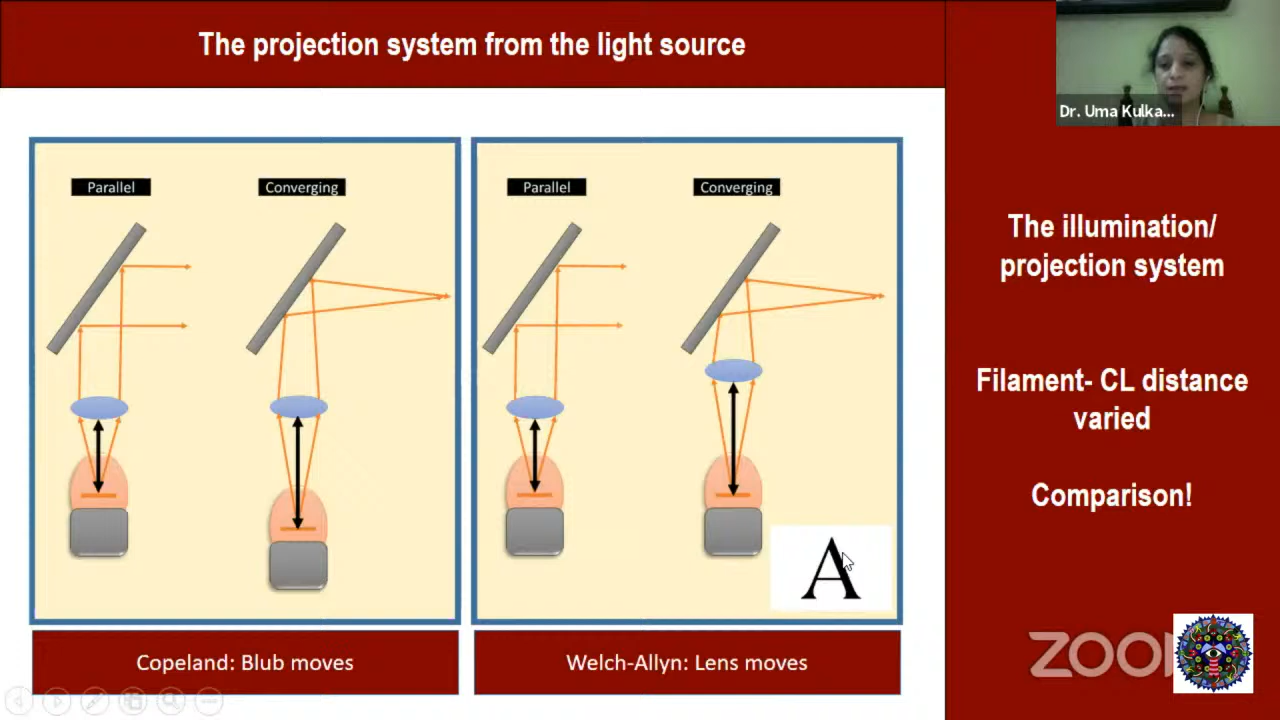 The projection system from the light source
Dr. Uma Kulka...
Parallel
Converging
Parallel
Converging
A
Copeland: Blub moves
Welch-Allyn: Lens moves
The illumination/
projection system
Filament- CL distance
varied
Comparison!